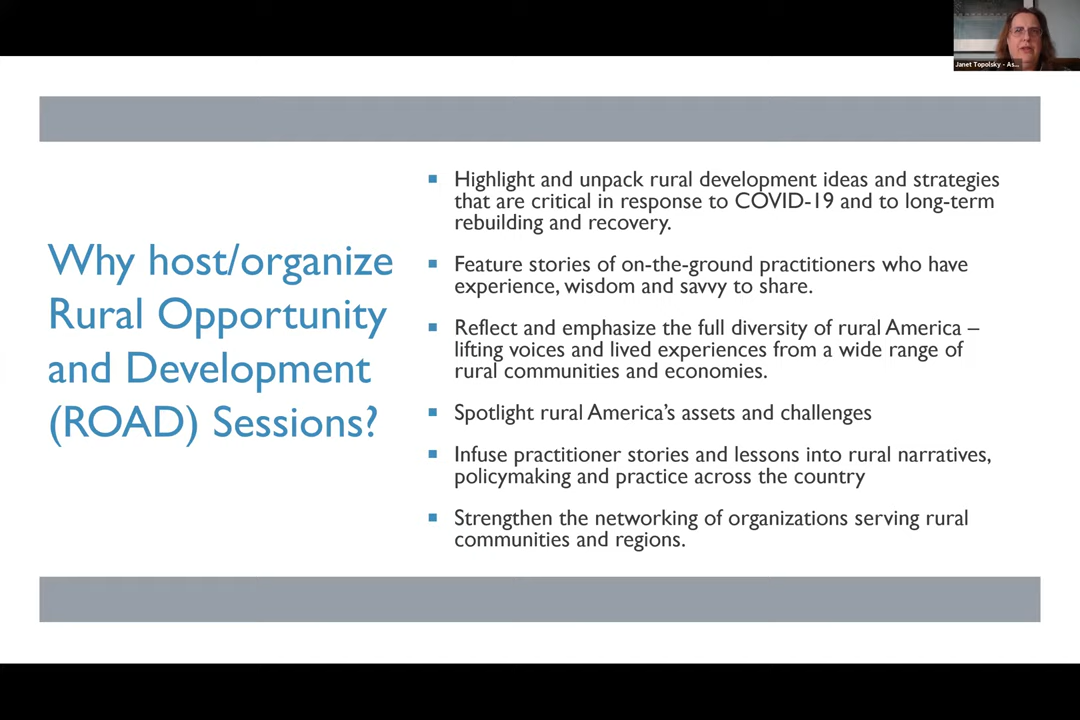 Janet Topolsky - As...
Why host/organize
Rural Opportunity
and Development
(ROAD) Sessions?
▪ Highlight and unpack rural development ideas and strategies
that are critical in response to COVID-19 and to long-term
rebuilding and recovery.
▪ Feature stories of on-the-ground practitioners who have
experience, wisdom and savvy to share.
▪ Reflect and emphasize the full diversity of rural America –
lifting voices and lived experiences from a wide range of
rural communities and economies.
▪ Spotlight rural America's assets and challenges
▪ Infuse practitioner stories and lessons into rural narratives,
policymaking and practice across the country
▪ Strengthen the networking of organizations serving rural
communities and regions.